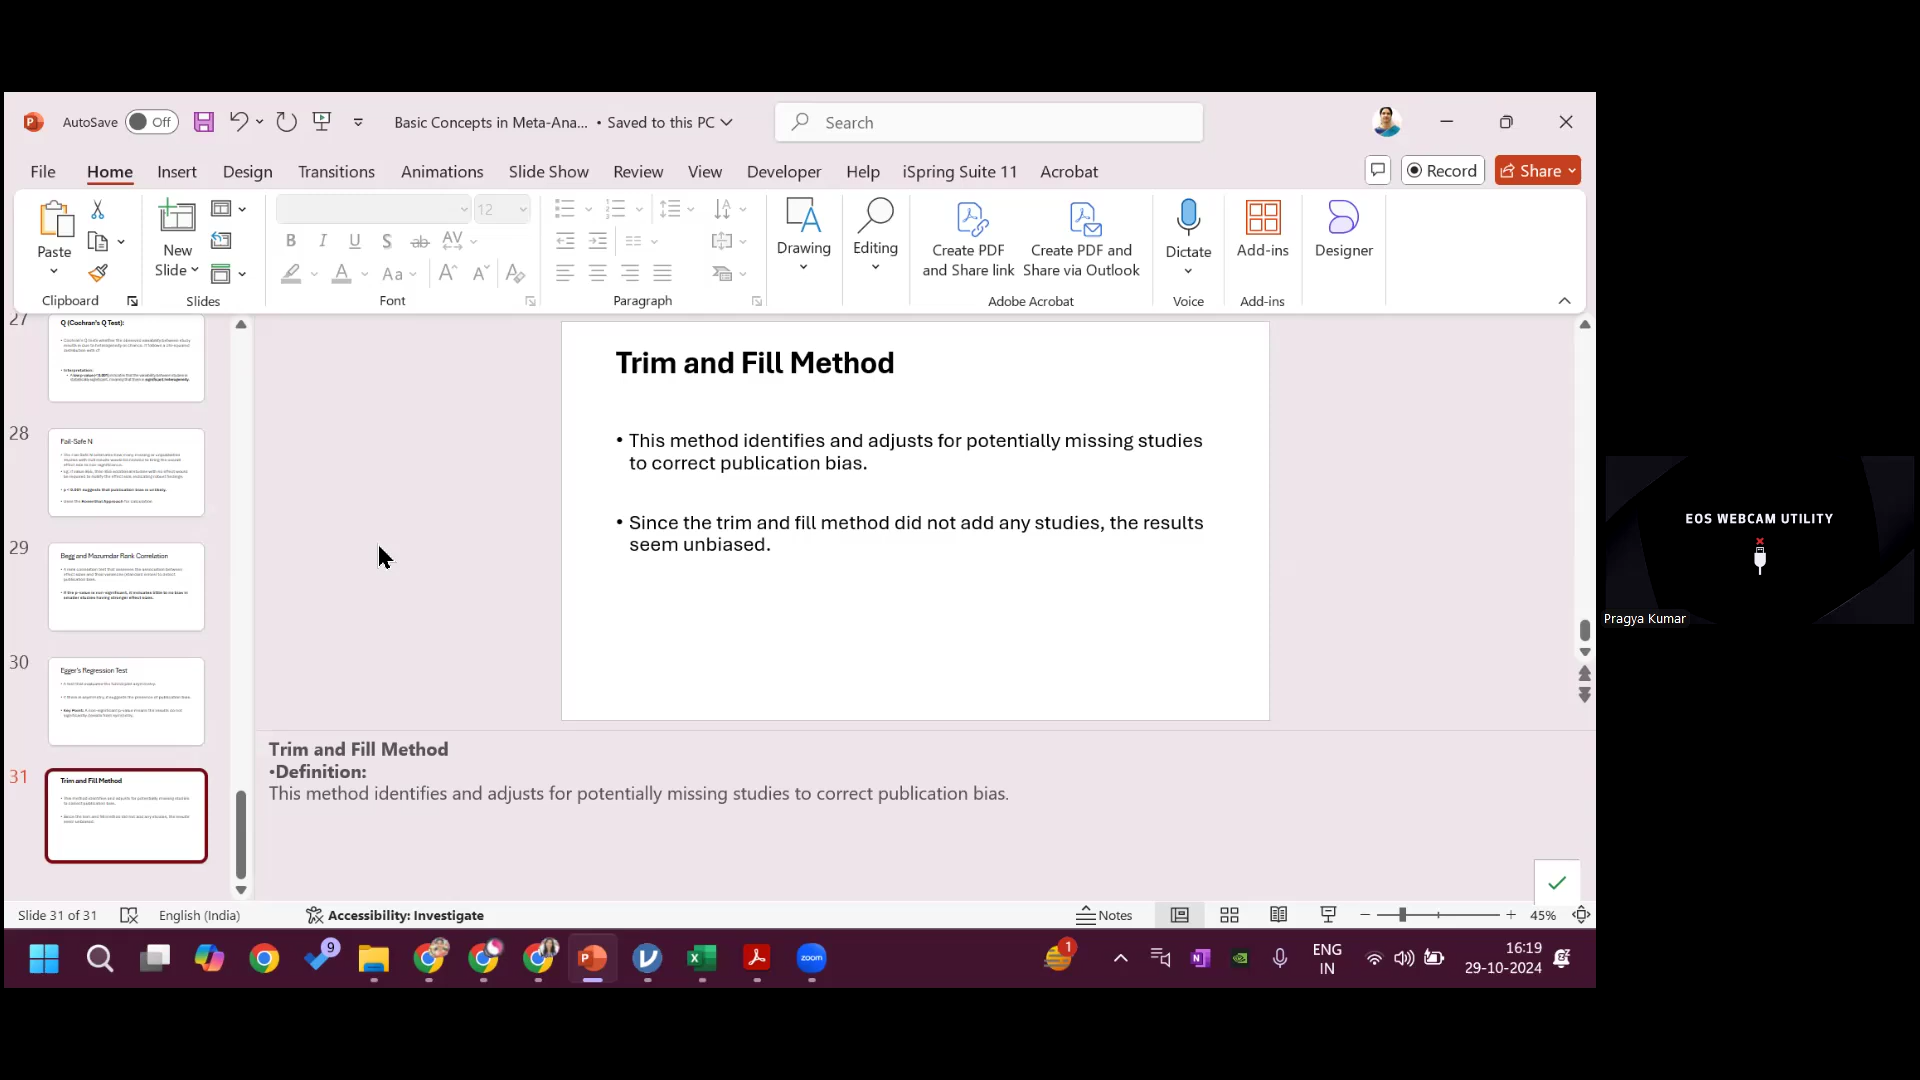 AutoSave Off
Basic Concepts in Meta-Ana... • Saved to this PC
Search
File Home Insert Design Transitions Animations Slide Show Review View Developer Help iSpring Suite 11 Acrobat
Record
Share
Paste
New
Slide
12
Drawing
Editing
Create PDF
and Share link
Create PDF and
Share via Outlook
Dictate
Add-ins
Designer
Clipboard
Slides
Font
Paragraph
Adobe Acrobat
Voice
Add-ins
27
Q (Cochran's Q Test):
28
Fail-Safe N
29
Begg and Mazumdar Rank Correlation
30
Egger's Regression Test
31
Trim and Fill Method
Trim and Fill Method
• This method identifies and adjusts for potentially missing studies
to correct publication bias.
• Since the trim and fill method did not add any studies, the results
seem unbiased.
Trim and Fill Method
•Definition:
This method identifies and adjusts for potentially missing studies to correct publication bias.
Slide 31 of 31
English (India)
Accessibility: Investigate
Notes
45%
9
zoom
1
ENG
IN
16:19
29-10-2024
EOS WEBCAM UTILITY
Pragya Kumar